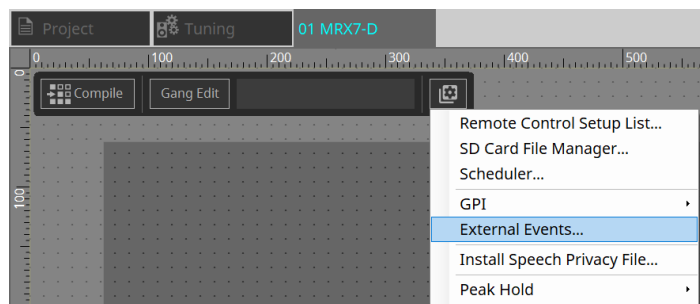 Project
Tuning
01 MRX7-D
0 100 200 300 400 500
0
Compile
Gang Edit
100
Remote Control Setup List...
SD Card File Manager...
Scheduler...
GPI
External Events...
Install Speech Privacy File...
Peak Hold